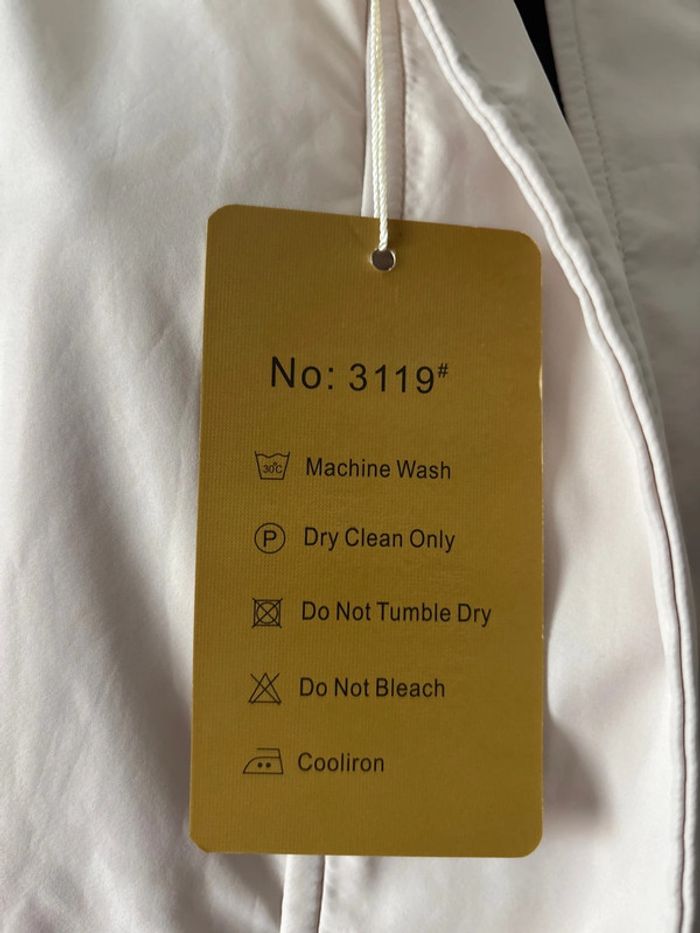 No: 3119#
30°C Machine Wash
P Dry Clean Only
Do Not Tumble Dry
Do Not Bleach
Cooliron